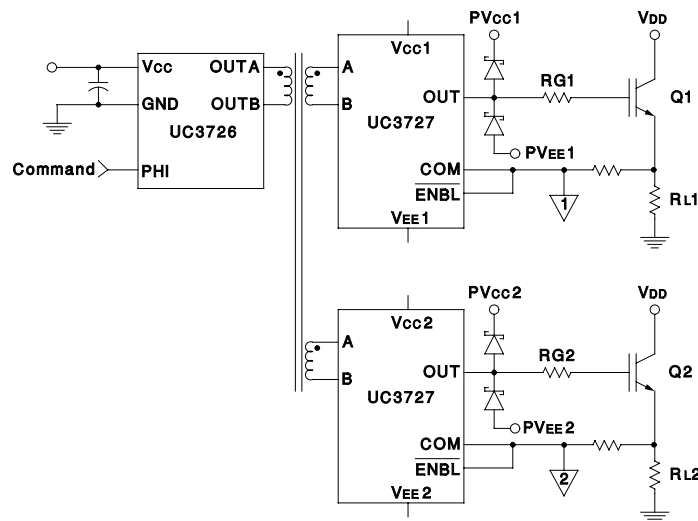 PVcc1
VDD
Vcc1
Vcc
OUTA
A
GND
OUTB
B
OUT
RG1
Q1
UC3726
UC3727
PVEE1
Command
PHI
COM
ENBL
1
RL1
VEE1
PVcc2
VDD
Vcc2
A
B
OUT
RG2
Q2
UC3727
PVEE2
COM
ENBL
2
RL2
VEE2